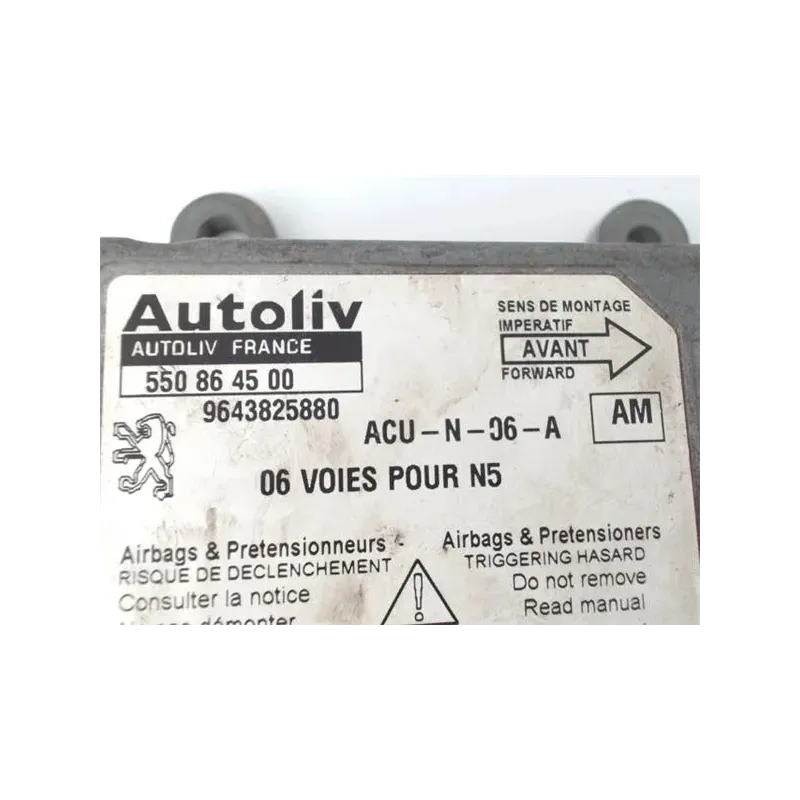 Autoliv
AUTOLIV FRANCE
550 86 45 00
9643825880
SENS DE MONTAGE
IMPERATIF
AVANT
FORWARD
ACU-N-06-A
AM
06 VOIES POUR N5
Airbags & Pretensionneurs
RISQUE DE DECLENCHEMENT
Consulter la notice
démonter
Airbags & Pretensioners
TRIGGERING HASARD
Do not remove
Read manual